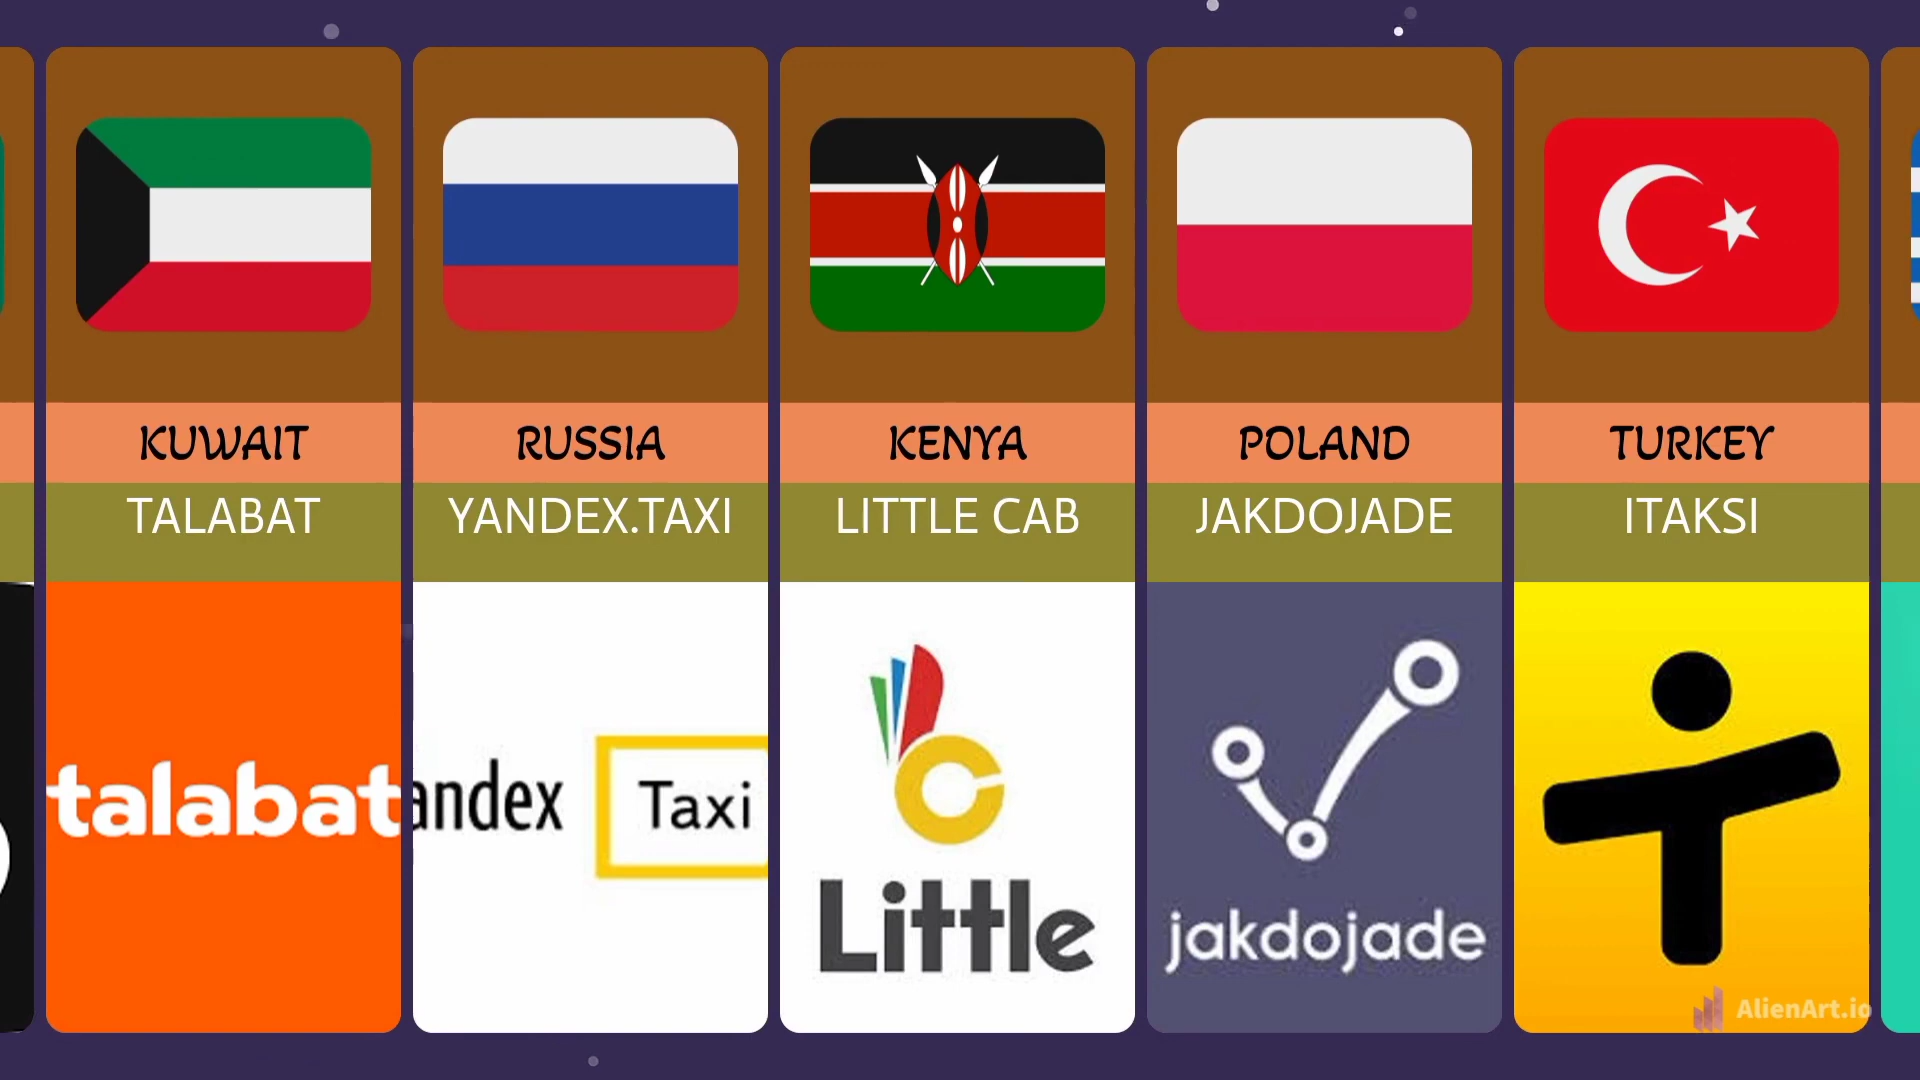 KUWAIT
TALABAT
talabat
RUSSIA
YANDEX.TAXI
andex Taxi
KENYA
LITTLE CAB
Little
POLAND
JAKDOJADE
jakdojade
TURKEY
ITAKSI
AlienArt.io